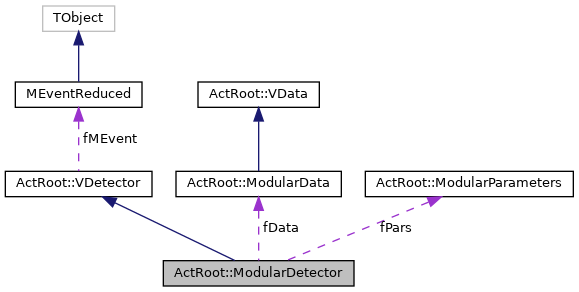 TObject
MEventReduced
ActRoot::VData
fMEvent
ActRoot::VDetector
ActRoot::ModularData
ActRoot::ModularParameters
fData
fPars
ActRoot::ModularDetector